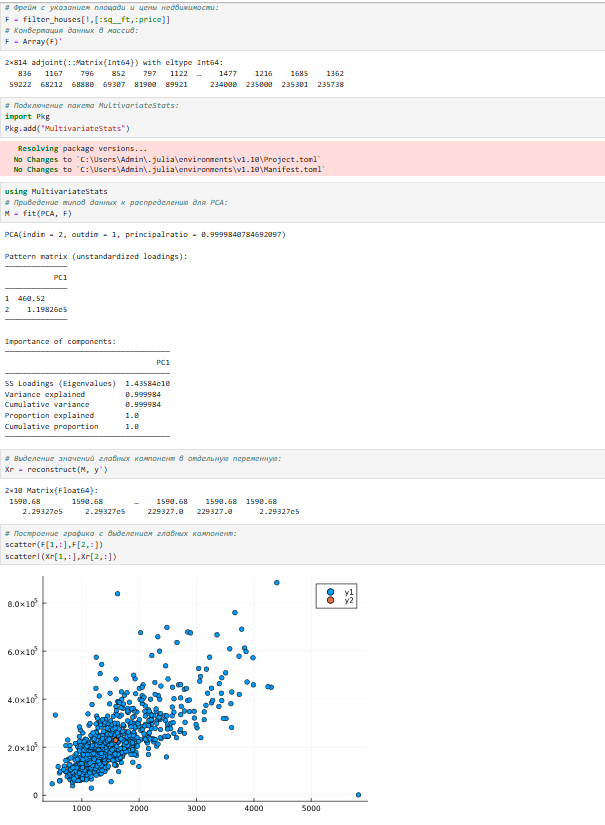 # Фрейм с указанием площади и цены недвижимости:
F = filter_houses[!,[:sq__ft,:price]]
# Конвертация данных в массив:
F = Array(F)'
2×814 adjoint(::Matrix{Int64}) with eltype Int64:
836 1167 796 852 797 1122 … 1477 1216 1685 1362
59222 68212 68880 69307 81900 89921 234000 235000 235301 235738
# Подключение пакета MultivariateStats:
import Pkg
Pkg.add("MultivariateStats")
Resolving package versions...
No Changes to `C:\Users\Admin\.julia\environments\v1.10\Project.toml`
No Changes to `C:\Users\Admin\.julia\environments\v1.10\Manifest.toml`
using MultivariateStats
# Приведение типов данных к распределению для PCA:
M = fit(PCA, F)
PCA(indim = 2, outdim = 1, principalratio = 0.9999840784692097)
Pattern matrix (unstandardized loadings):
PC1
1 460.52
2 1.19826e5
Importance of components:
PC1
SS Loadings (Eigenvalues) 1.43584e10
Variance explained 0.999984
Cumulative variance 0.999984
Proportion explained 1.0
Cumulative proportion 1.0
# Выделение значений главных компонент в отдельную переменную:
Xr = reconstruct(M, y')
2×10 Matrix{Float64}:
1590.68 1590.68 … 1590.68 1590.68 1590.68
2.29327e5 2.29327e5 229327.0 229327.0 2.29327e5
# Построение графика с выделением главных компонент:
scatter(F[1,:],F[2,:])
scatter!(Xr[1,:],Xr[2,:])
y1
y2
8.0×10⁵
6.0×10⁵
4.0×10⁵
2.0×10⁵
0
1000 2000 3000 4000 5000